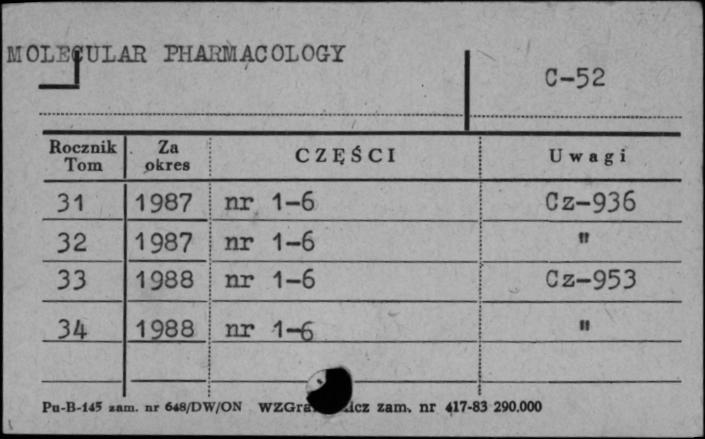 MOLECULAR PHARMACOLOGY
C-52
Rocznik Tom Za okres CZĘŚCI Uwagi
31 1987 nr 1-6 Cz-936
32 1987 nr 1-6 "
33 1988 nr 1-6 Cz-953
34 1988 nr 1-6 "
Pu-B-145 zam. nr 648/DW/ON zam. nr 417-83 290.000